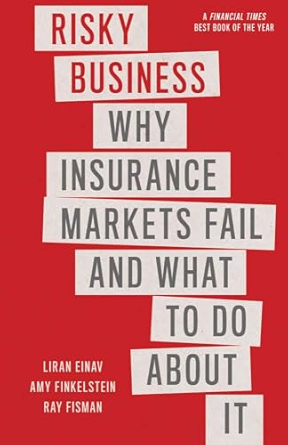 A FINANCIAL TIMES
BEST BOOK OF THE YEAR
RISKY
BUSINESS
WHY
INSURANCE
MARKETS FAIL
AND WHAT
TO DO
ABOUT
IT
LIRAN EINAV
AMY FINKELSTEIN
RAY FISMAN